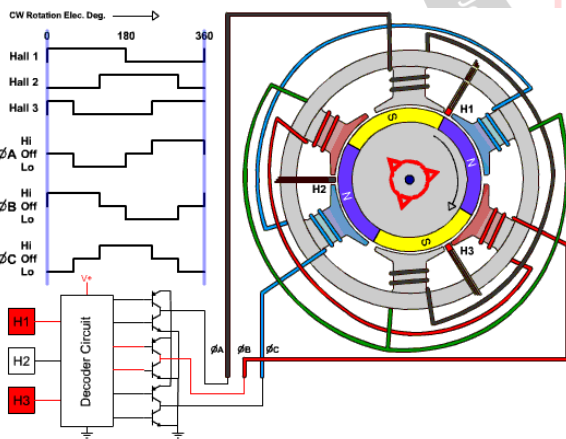 CW Rotation Elec. Deg.
0 180 360
Hall 1
Hall 2
Hall 3
Hi
ØA Off
Lo
Hi
ØB Off
Lo
Hi
ØC Off
Lo
V+
H1
H2
H3
Decoder Circuit
ØA ØB ØC
S
H1
N
H2
N
S
H3